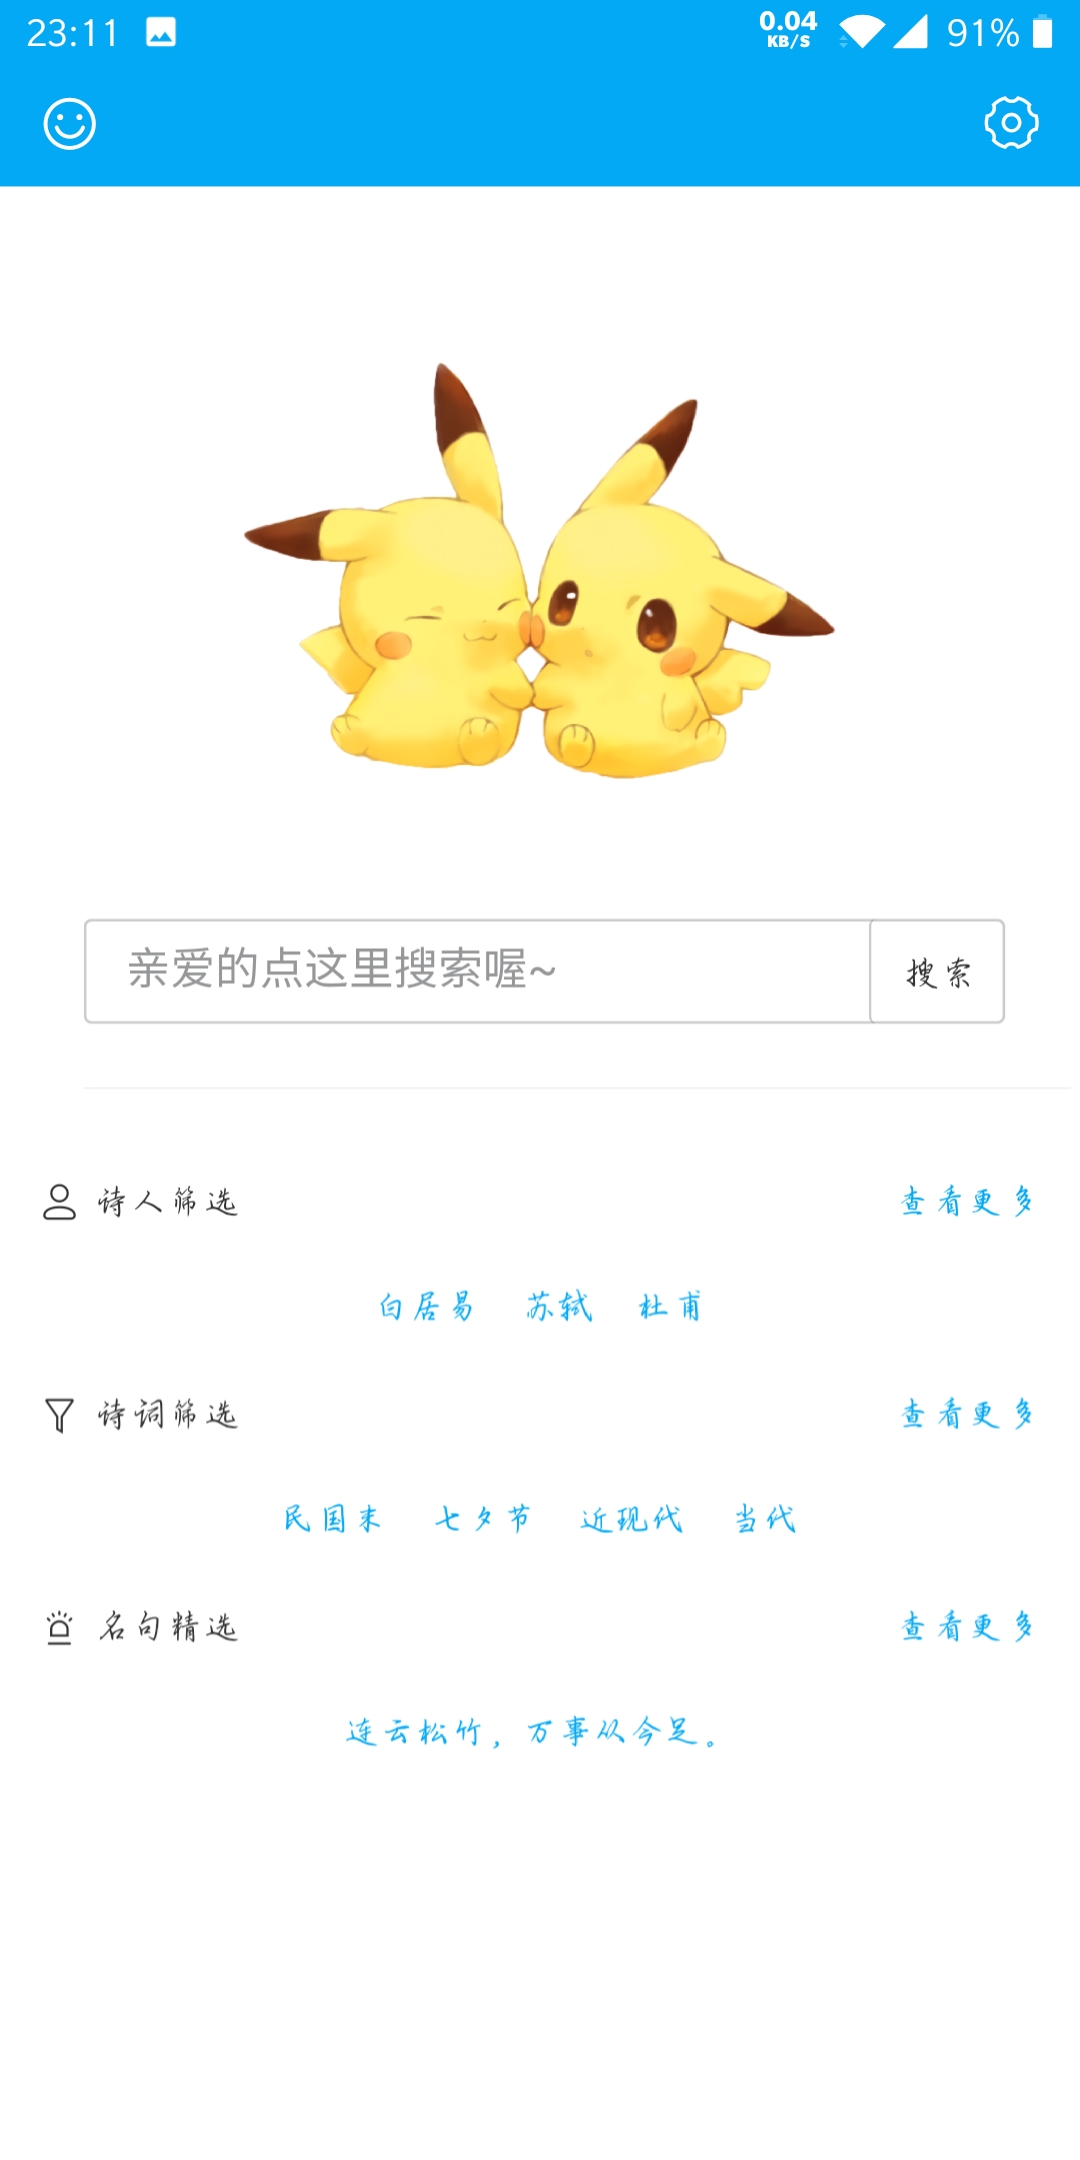 23:11 0.04 KB/S 91%
亲爱的点这里搜索喔~ 搜索
诗人筛选 查看更多
白居易 苏轼 杜甫
诗词筛选 查看更多
民国末 七夕节 近现代 当代
名句精选 查看更多
连云松竹，万事从今足。